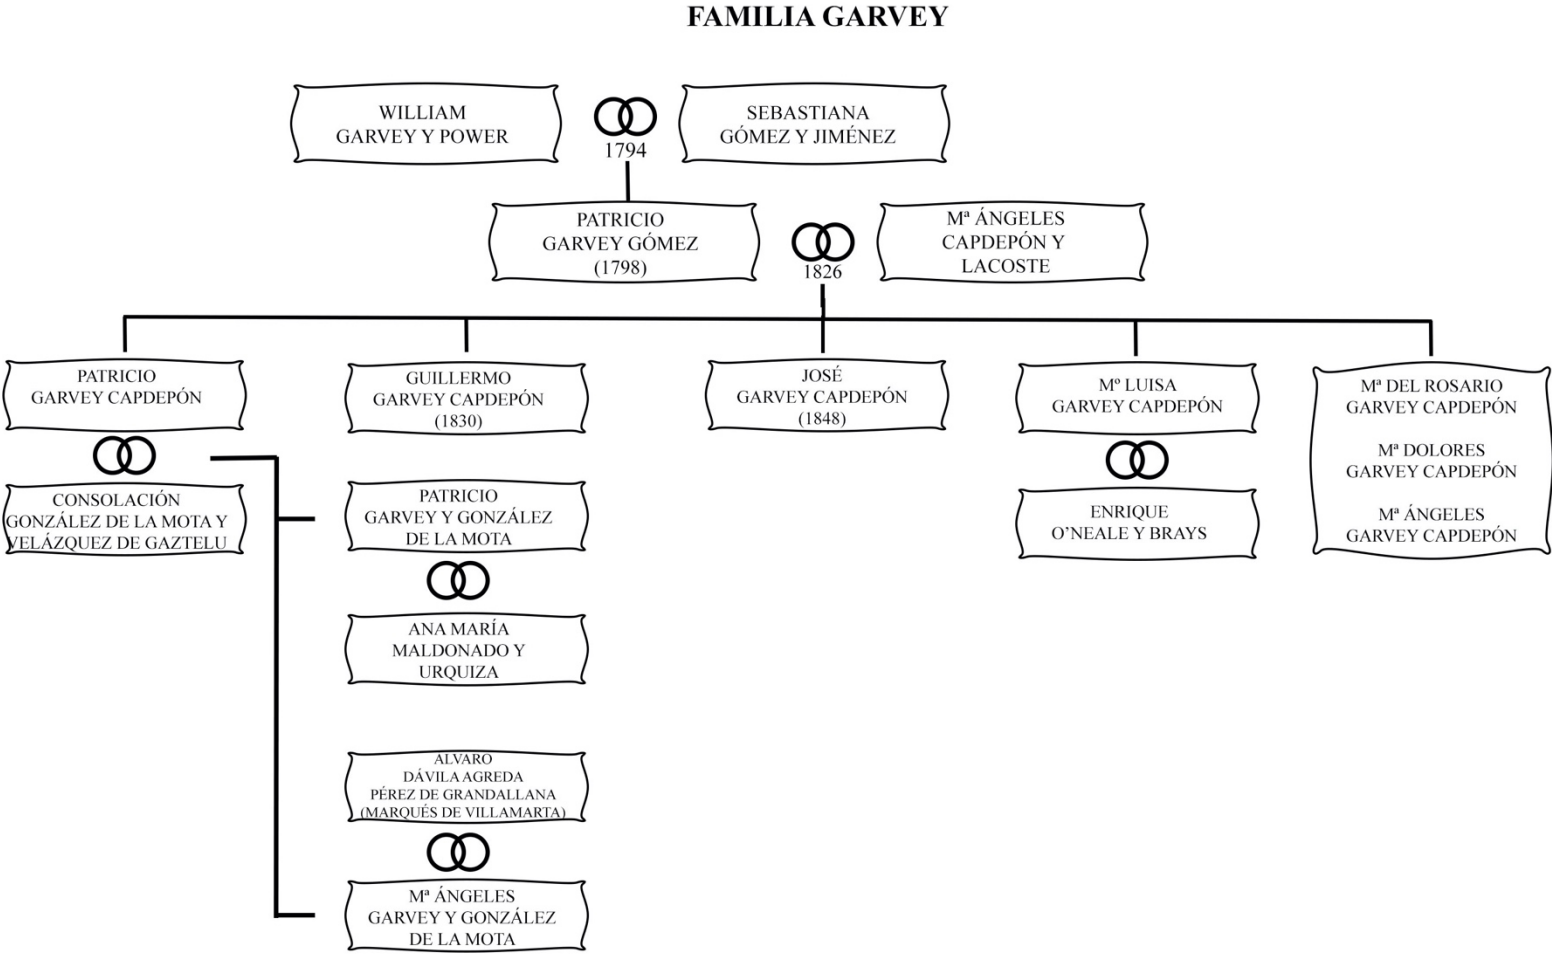 FAMILIA GARVEY
WILLIAM
GARVEY Y POWER
1794
SEBASTIANA
GÓMEZ Y JIMÉNEZ
PATRICIO
GARVEY GÓMEZ
(1798)
1826
Mª ÁNGELES
CAPDEPÓN Y
LACOSTE
PATRICIO
GARVEY CAPDEPÓN
CONSOLACIÓN
GONZÁLEZ DE LA MOTA Y
VELÁZQUEZ DE GAZTELU
GUILLERMO
GARVEY CAPDEPÓN
(1830)
PATRICIO
GARVEY Y GONZÁLEZ
DE LA MOTA
ANA MARÍA
MALDONADO Y
URQUIZA
ALVARO
DÁVILA AGREDA
PÉREZ DE GRANDALLANA
(MARQUÉS DE VILLAMARTA)
Mª ÁNGELES
GARVEY Y GONZÁLEZ
DE LA MOTA
JOSÉ
GARVEY CAPDEPÓN
(1848)
Mº LUISA
GARVEY CAPDEPÓN
ENRIQUE
O’NEALE Y BRAYS
Mª DEL ROSARIO
GARVEY CAPDEPÓN
Mª DOLORES
GARVEY CAPDEPÓN
Mª ÁNGELES
GARVEY CAPDEPÓN